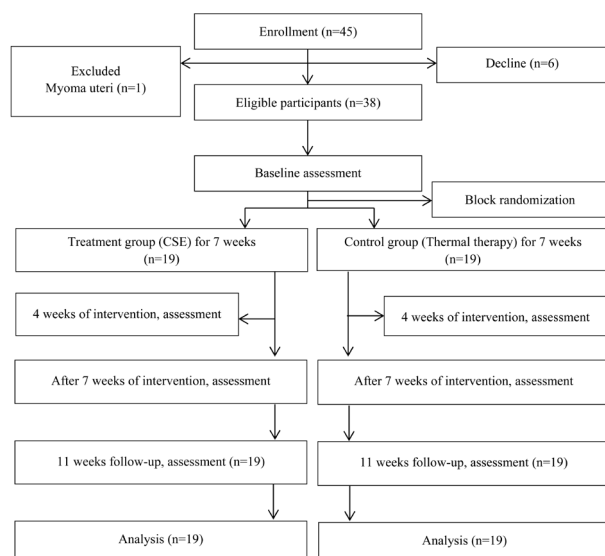 Enrollment (n=45)
Excluded
Myoma uteri (n=1)
Decline (n=6)
Eligible participants (n=38)
Baseline assessment
Block randomization
Treatment group (CSE) for 7 weeks
(n=19)
Control group (Thermal therapy) for 7 weeks
(n=19)
4 weeks of intervention, assessment
4 weeks of intervention, assessment
After 7 weeks of intervention, assessment
After 7 weeks of intervention, assessment
11 weeks follow-up, assessment (n=19)
11 weeks follow-up, assessment (n=19)
Analysis (n=19)
Analysis (n=19)